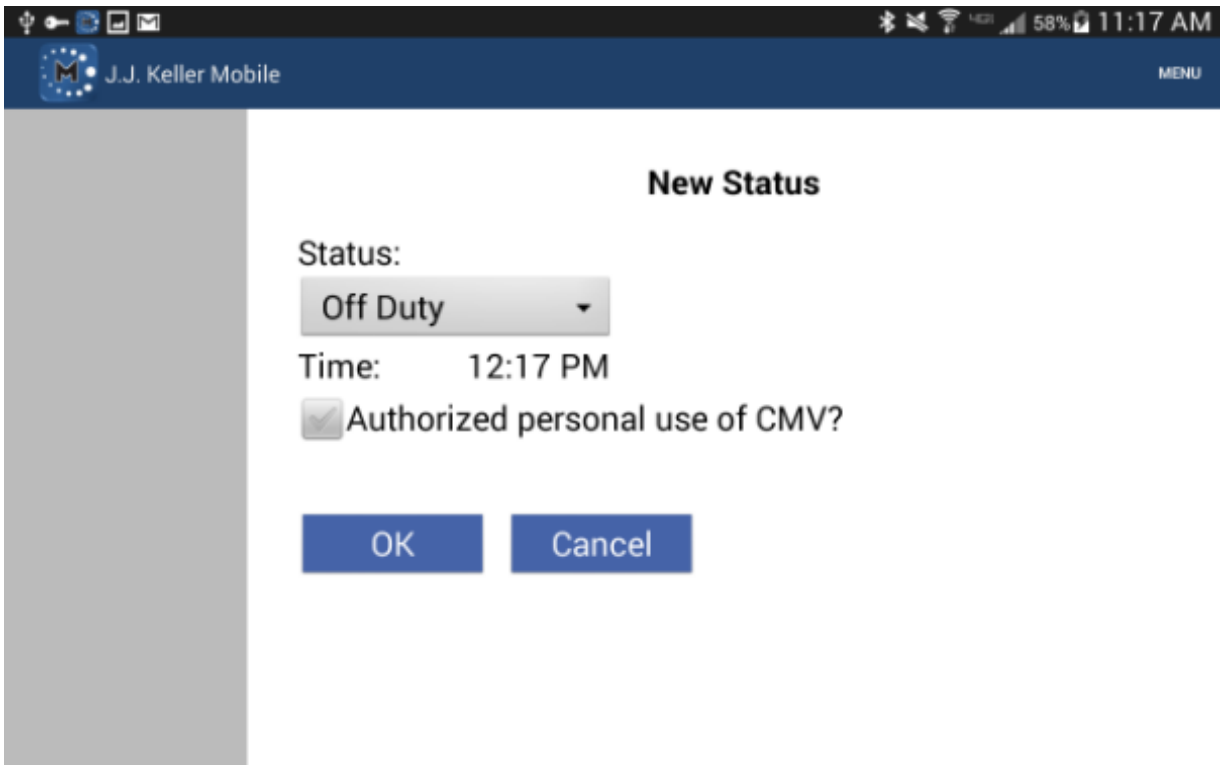 58% 11:17 AM
J.J. Keller Mobile MENU
New Status
Status:
Off Duty
Time: 12:17 PM
Authorized personal use of CMV?
OK Cancel